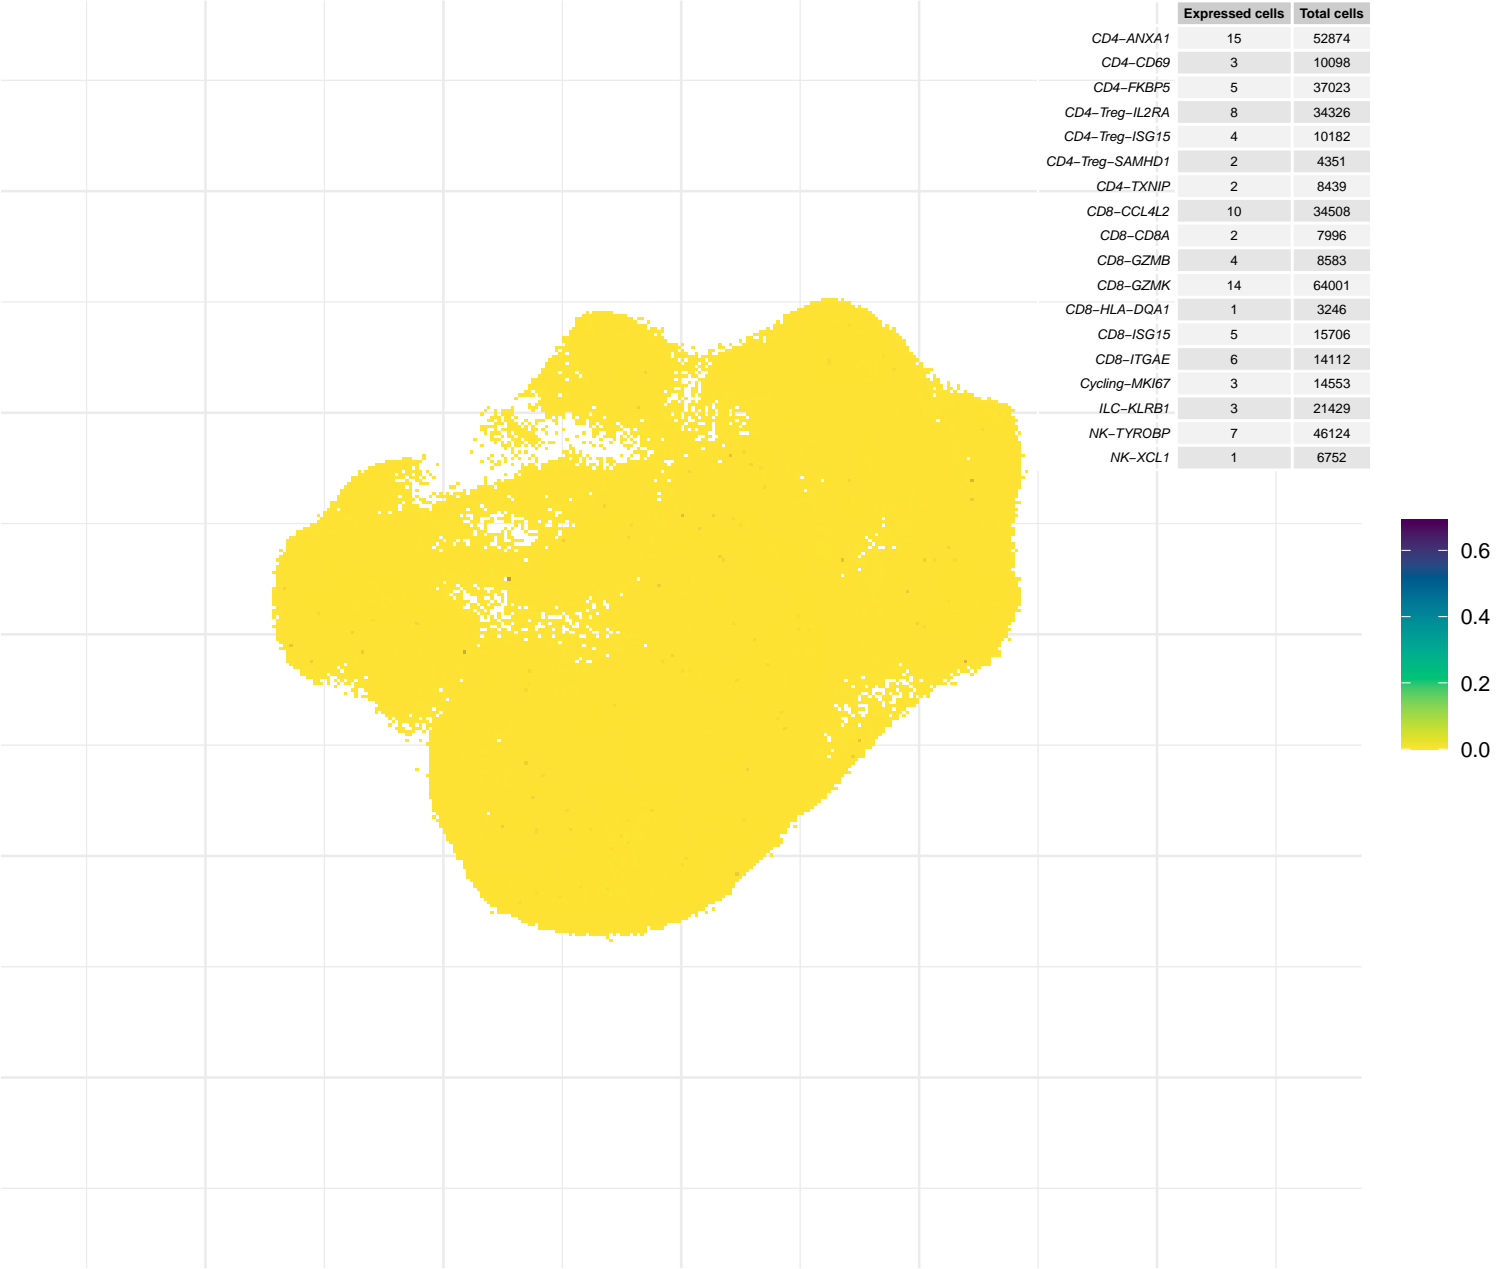 Expressed cells Total cells
CD4−ANXA1 15 52874
CD4−CD69 3 10098
CD4−FKBP5 5 37023
CD4−Treg−IL2RA 8 34326
CD4−Treg−ISG15 4 10182
CD4−Treg−SAMHD1 2 4351
CD4−TXNIP 2 8439
CD8−CCL4L2 10 34508
CD8−CD8A 2 7996
CD8−GZMB 4 8583
CD8−GZMK 14 64001
CD8−HLA−DQA1 1 3246
CD8−ISG15 5 15706
CD8−ITGAE 6 14112
Cycling−MKI67 3 14553
ILC−KLRB1 3 21429
NK−TYROBP 7 46124
NK−XCL1 1 6752
0.6
0.4
0.2
0.0